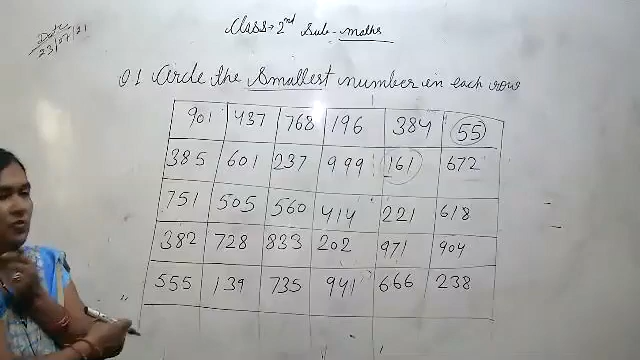 Date
23/07/21
Class → 2nd Sub - maths
Q1 Circle the Smallest number in each row
901 437 768 196 384 55
385 601 237 999 161 672
751 505 560 414 221 618
382 728 833 202 971 904
555 139 735 941 666 238